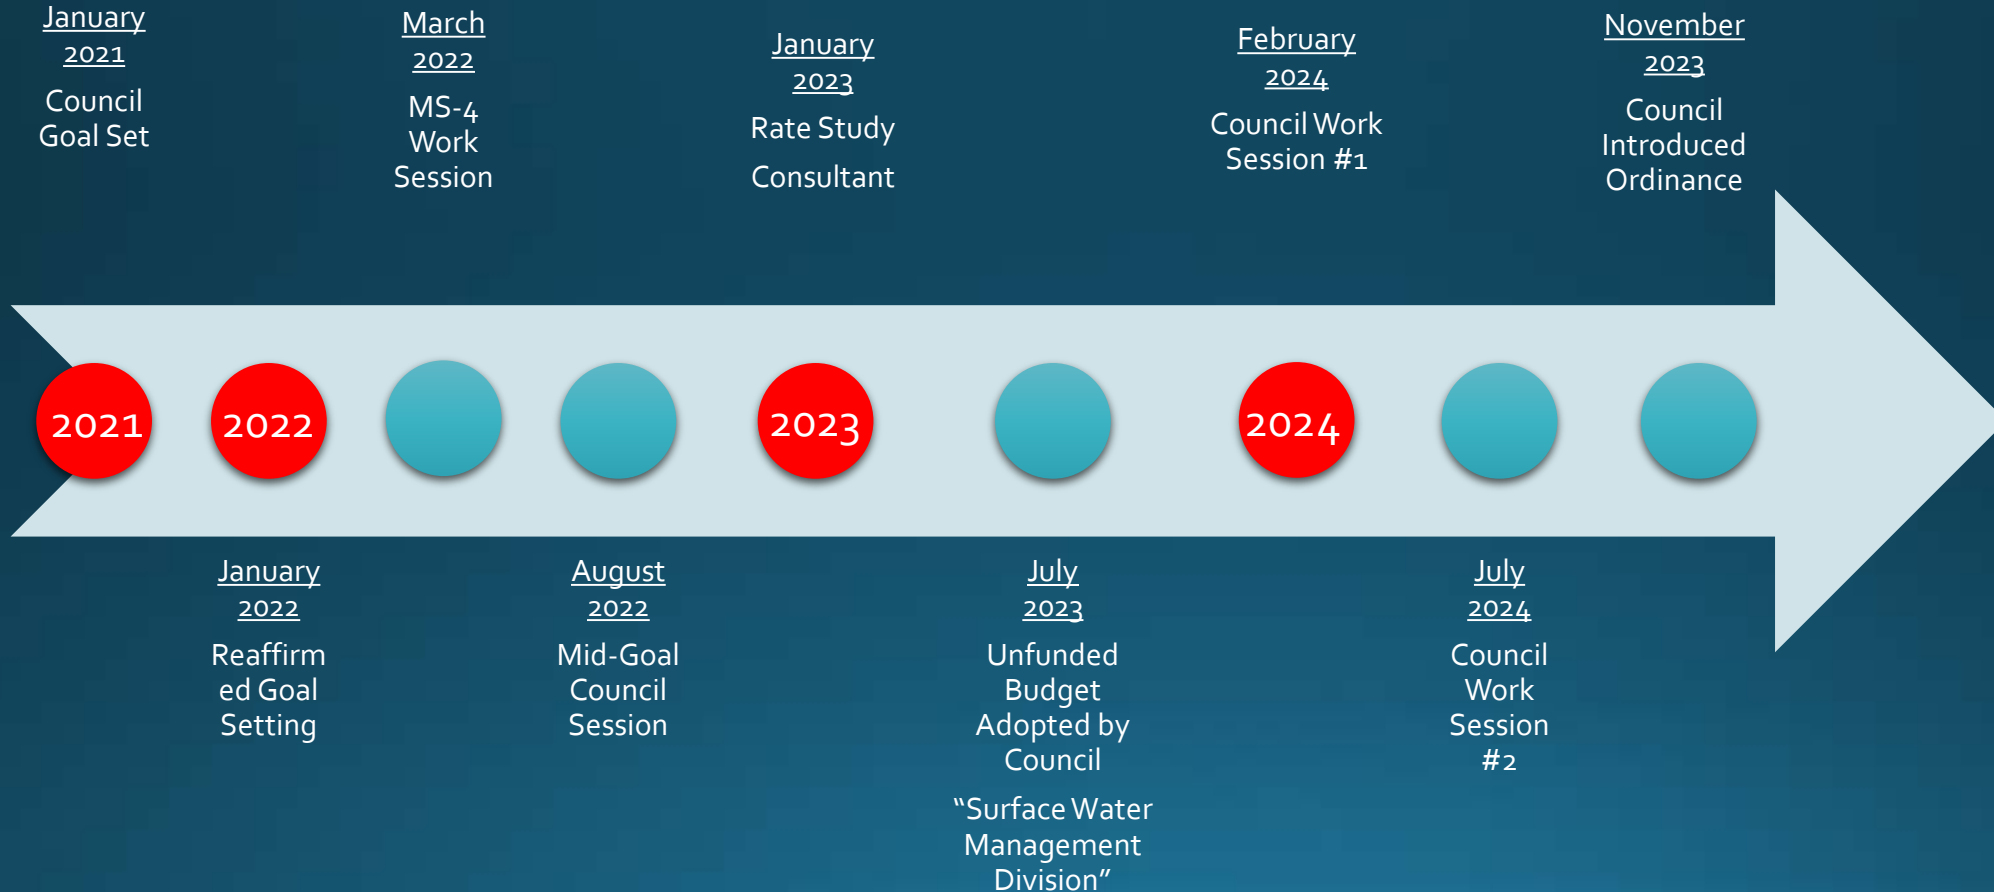 January
2021
Council
Goal Set
March
2022
MS-4
Work
Session
January
2023
Rate Study
Consultant
February
2024
Council Work
Session #1
November
2023
Council
Introduced
Ordinance
2021
2022
2023
2024
January
2022
Reaffirm
ed Goal
Setting
August
2022
Mid-Goal
Council
Session
July
2023
Unfunded
Budget
Adopted by
Council
“Surface Water
Management
Division”
July
2024
Council
Work
Session
#2